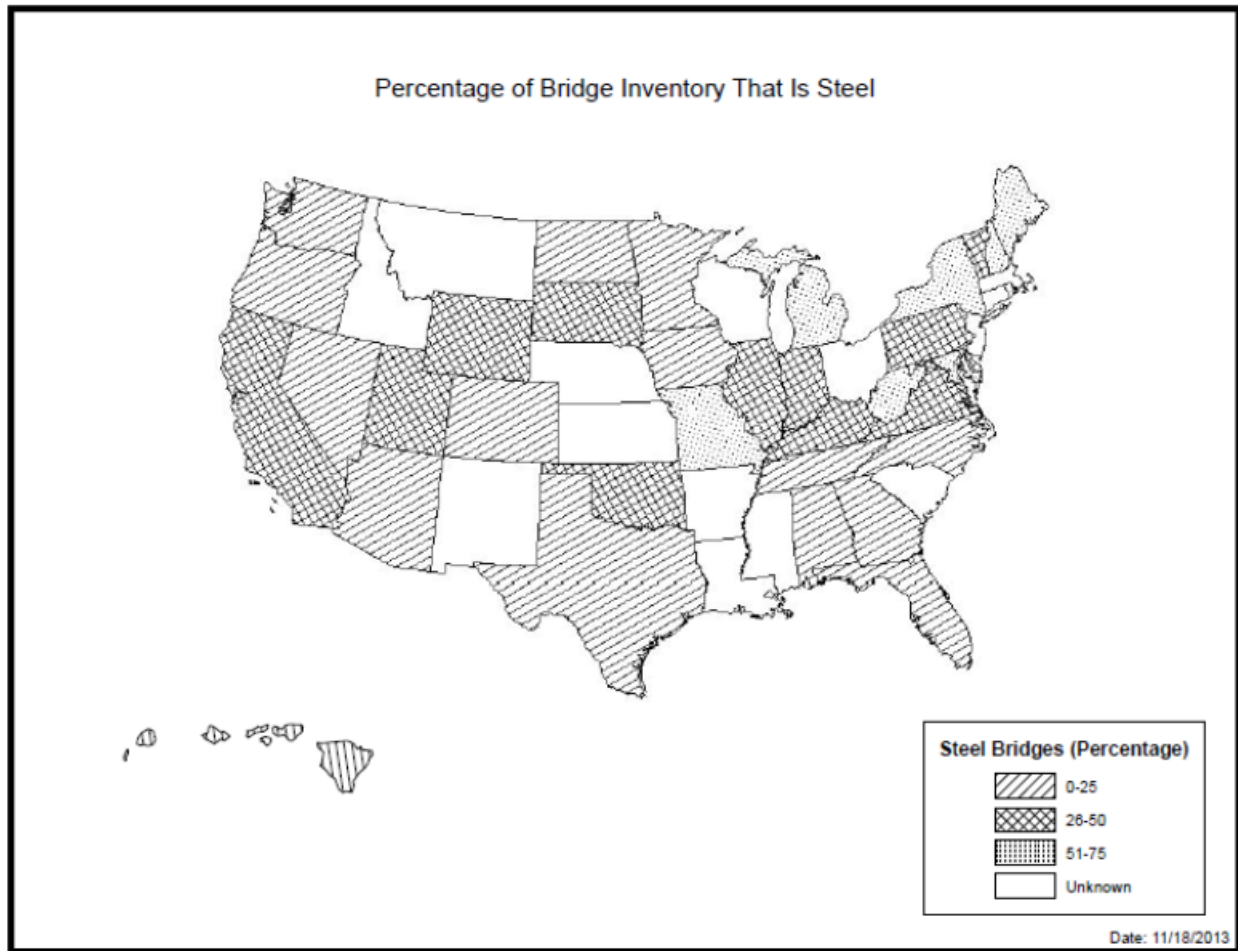 Percentage of Bridge Inventory That Is Steel
Steel Bridges (Percentage)
0-25
26-50
51-75
Unknown
Date: 11/18/2013